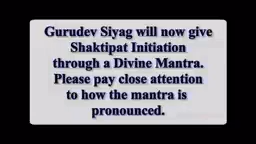 Gurudev Siyag will now give
Shaktipat Initiation
through a Divine Mantra.
Please pay close attention
to how the mantra is
pronounced.